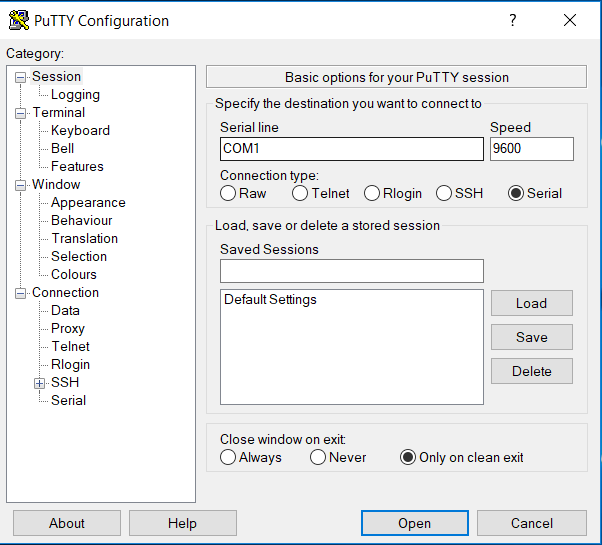 PuTTY Configuration
?
Category:
Session
Logging
Terminal
Keyboard
Bell
Features
Window
Appearance
Behaviour
Translation
Selection
Colours
Connection
Data
Proxy
Telnet
Rlogin
SSH
Serial
Basic options for your PuTTY session
Specify the destination you want to connect to
Serial line Speed
COM1 9600
Connection type:
Raw Telnet Rlogin SSH Serial
Load, save or delete a stored session
Saved Sessions
Default Settings
Load
Save
Delete
Close window on exit:
Always Never Only on clean exit
About Help Open Cancel